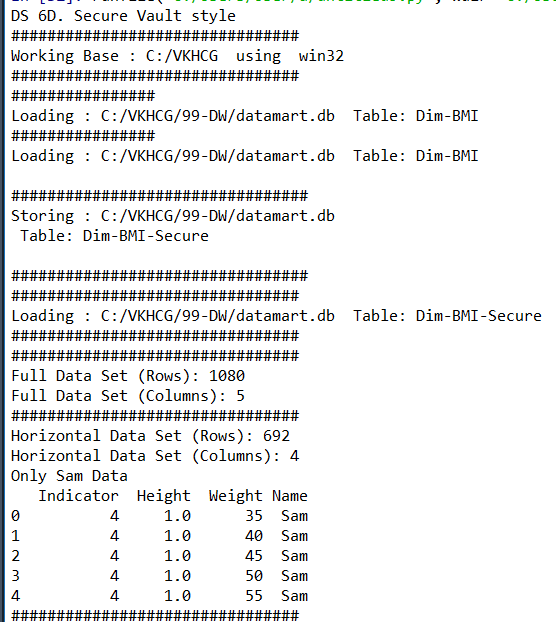 DS 6D. Secure Vault style
################################
Working Base : C:/VKHCG  using  win32
################################
################
Loading : C:/VKHCG/99-DW/datamart.db  Table: Dim-BMI
################
Loading : C:/VKHCG/99-DW/datamart.db  Table: Dim-BMI
#################################
Storing : C:/VKHCG/99-DW/datamart.db
 Table: Dim-BMI-Secure
#################################
################################
Loading : C:/VKHCG/99-DW/datamart.db  Table: Dim-BMI-Secure
################################
################################
Full Data Set (Rows): 1080
Full Data Set (Columns): 5
################################
Horizontal Data Set (Rows): 692
Horizontal Data Set (Columns): 4
Only Sam Data
   Indicator  Height  Weight Name
0          4     1.0      35  Sam
1          4     1.0      40  Sam
2          4     1.0      45  Sam
3          4     1.0      50  Sam
4          4     1.0      55  Sam
################################